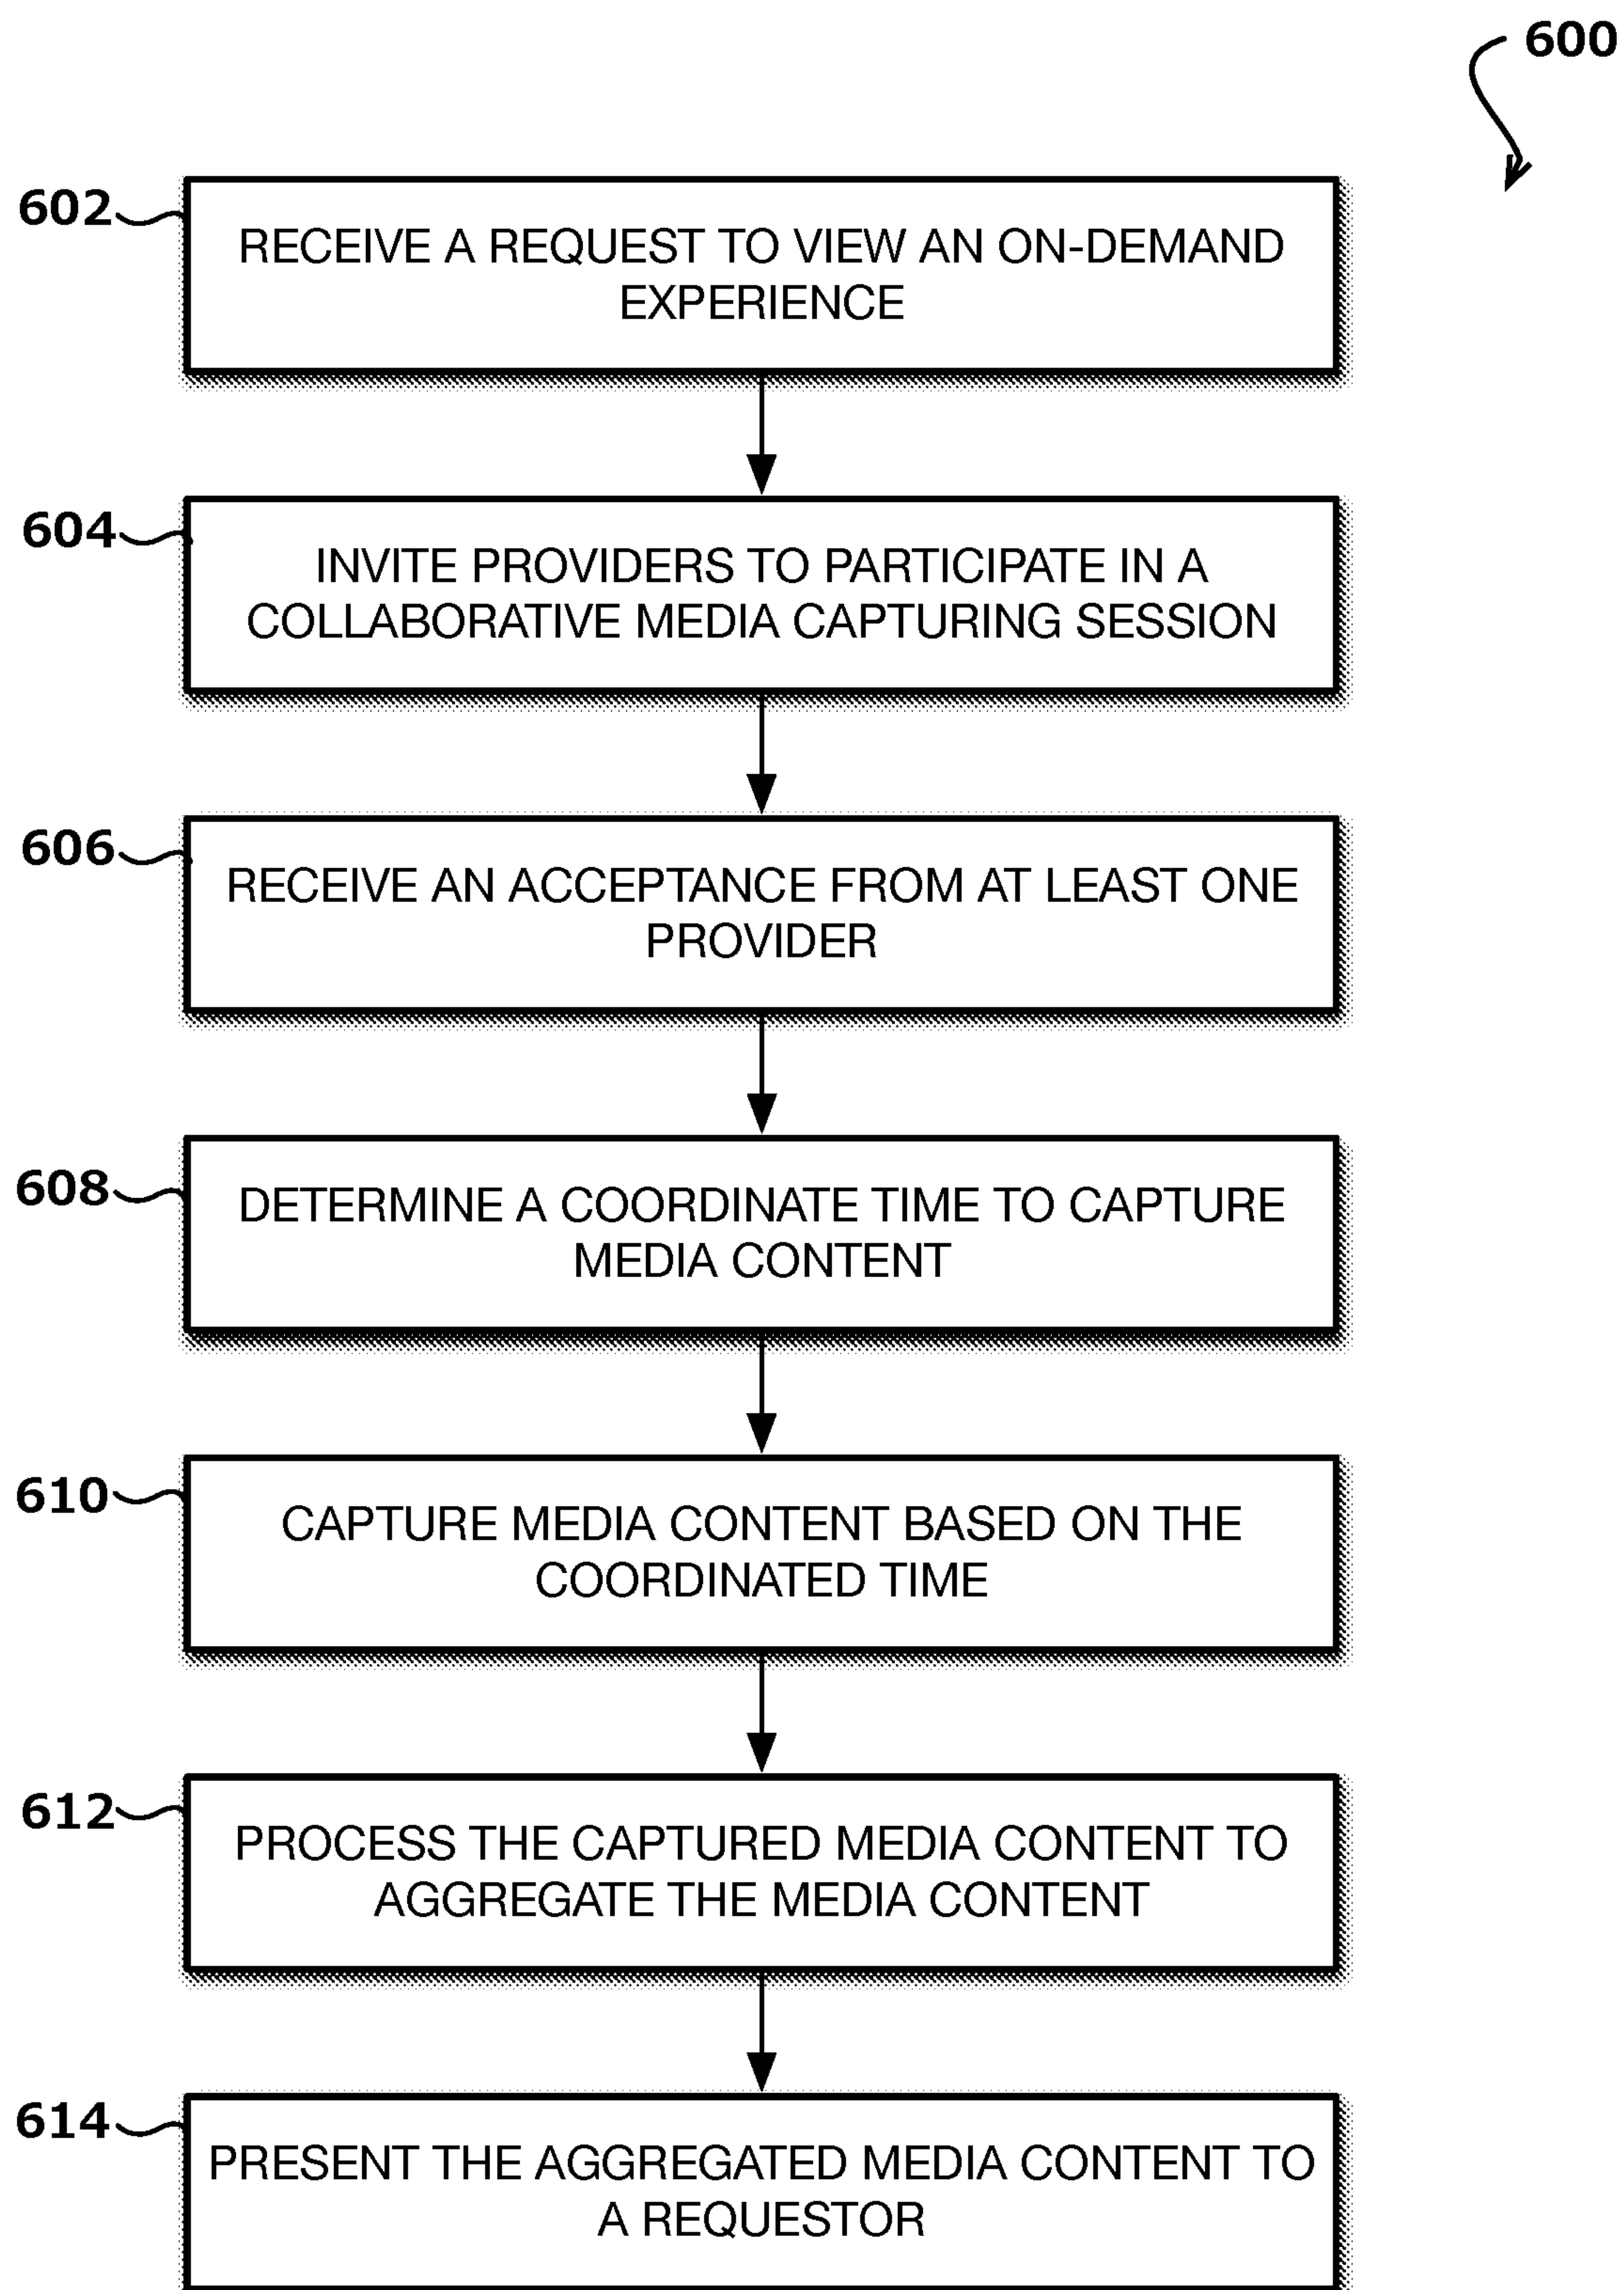 600
602
RECEIVE A REQUEST TO VIEW AN ON-DEMAND
EXPERIENCE
604
INVITE PROVIDERS TO PARTICIPATE IN A
COLLABORATIVE MEDIA CAPTURING SESSION
606
RECEIVE AN ACCEPTANCE FROM AT LEAST ONE
PROVIDER
608
DETERMINE A COORDINATE TIME TO CAPTURE
MEDIA CONTENT
610
CAPTURE MEDIA CONTENT BASED ON THE
COORDINATED TIME
612
PROCESS THE CAPTURED MEDIA CONTENT TO
AGGREGATE THE MEDIA CONTENT
614
PRESENT THE AGGREGATED MEDIA CONTENT TO
A REQUESTOR